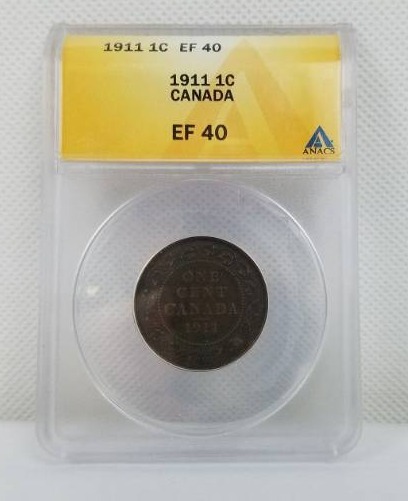 1911 1C EF 40
1911 1C
CANADA
EF 40
ANACS
ONE
CENT
CANADA
1911